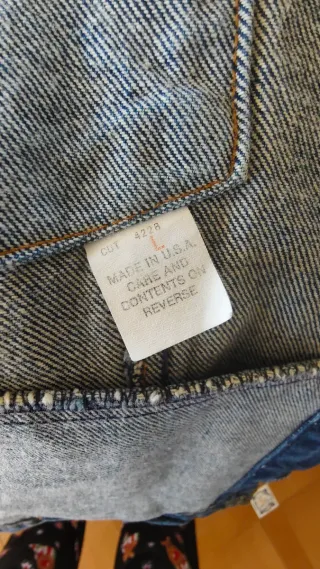 CUT 4228
L
MADE IN U.S.A.
CARE AND
CONTENTS ON
REVERSE